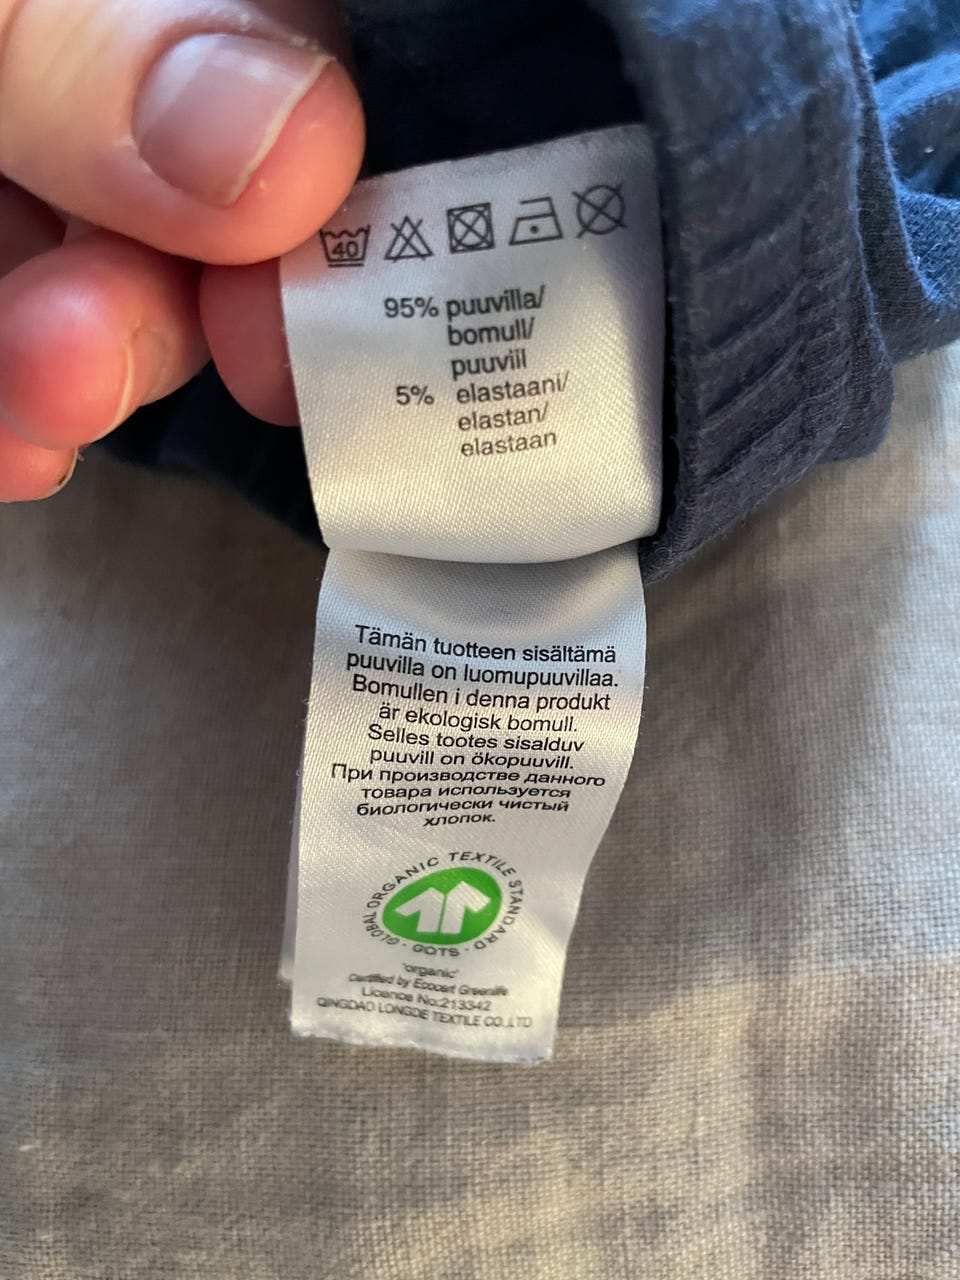 40
95% puuvilla/
bomull/
puuvill
5% elastaani/
elastan/
elastaan
Tämän tuotteen sisältämä
puuvilla on luomupuuvillaa.
Bomullen i denna produkt
är ekologisk bomull.
Selles tootes sisalduv
puuvill on ökopuuvill.
При производстве данного
товара используется
биологически чистый
хлопок.
GLOBAL ORGANIC TEXTILE STANDARD · GOTS ·
"organic"
Certified by Ecocert Greenlife
Licence No:213342
QINGDAO LONGDE TEXTILE CO.,LTD